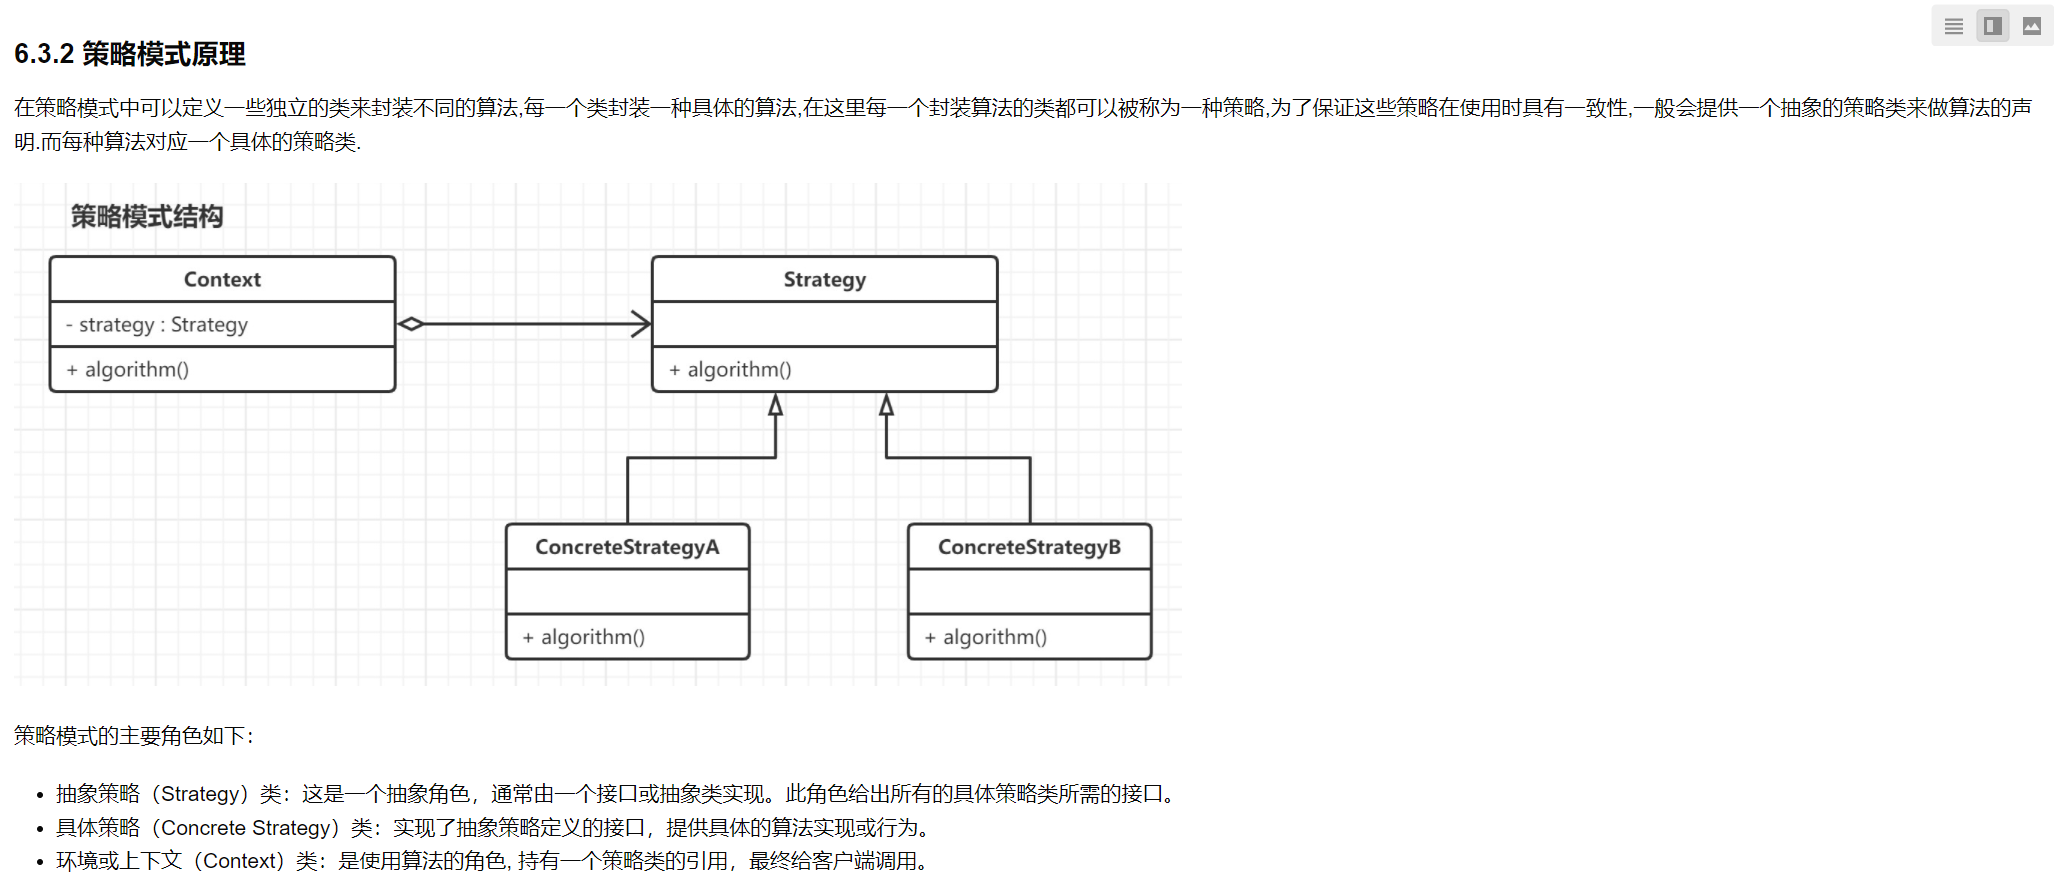 6.3.2 策略模式原理
在策略模式中可以定义一些独立的类来封装不同的算法,每一个类封装一种具体的算法,在这里每一个封装算法的类都可以被称为一种策略,为了保证这些策略在使用时具有一致性,一般会提供一个抽象的策略类来做算法的声
明.而每种算法对应一个具体的策略类.
策略模式结构
Context
- strategy : Strategy
+ algorithm()
Strategy
+ algorithm()
ConcreteStrategyA
+ algorithm()
ConcreteStrategyB
+ algorithm()
策略模式的主要角色如下：
• 抽象策略（Strategy）类：这是一个抽象角色，通常由一个接口或抽象类实现。此角色给出所有的具体策略类所需的接口。
• 具体策略（Concrete Strategy）类：实现了抽象策略定义的接口，提供具体的算法实现或行为。
• 环境或上下文（Context）类：是使用算法的角色, 持有一个策略类的引用，最终给客户端调用。